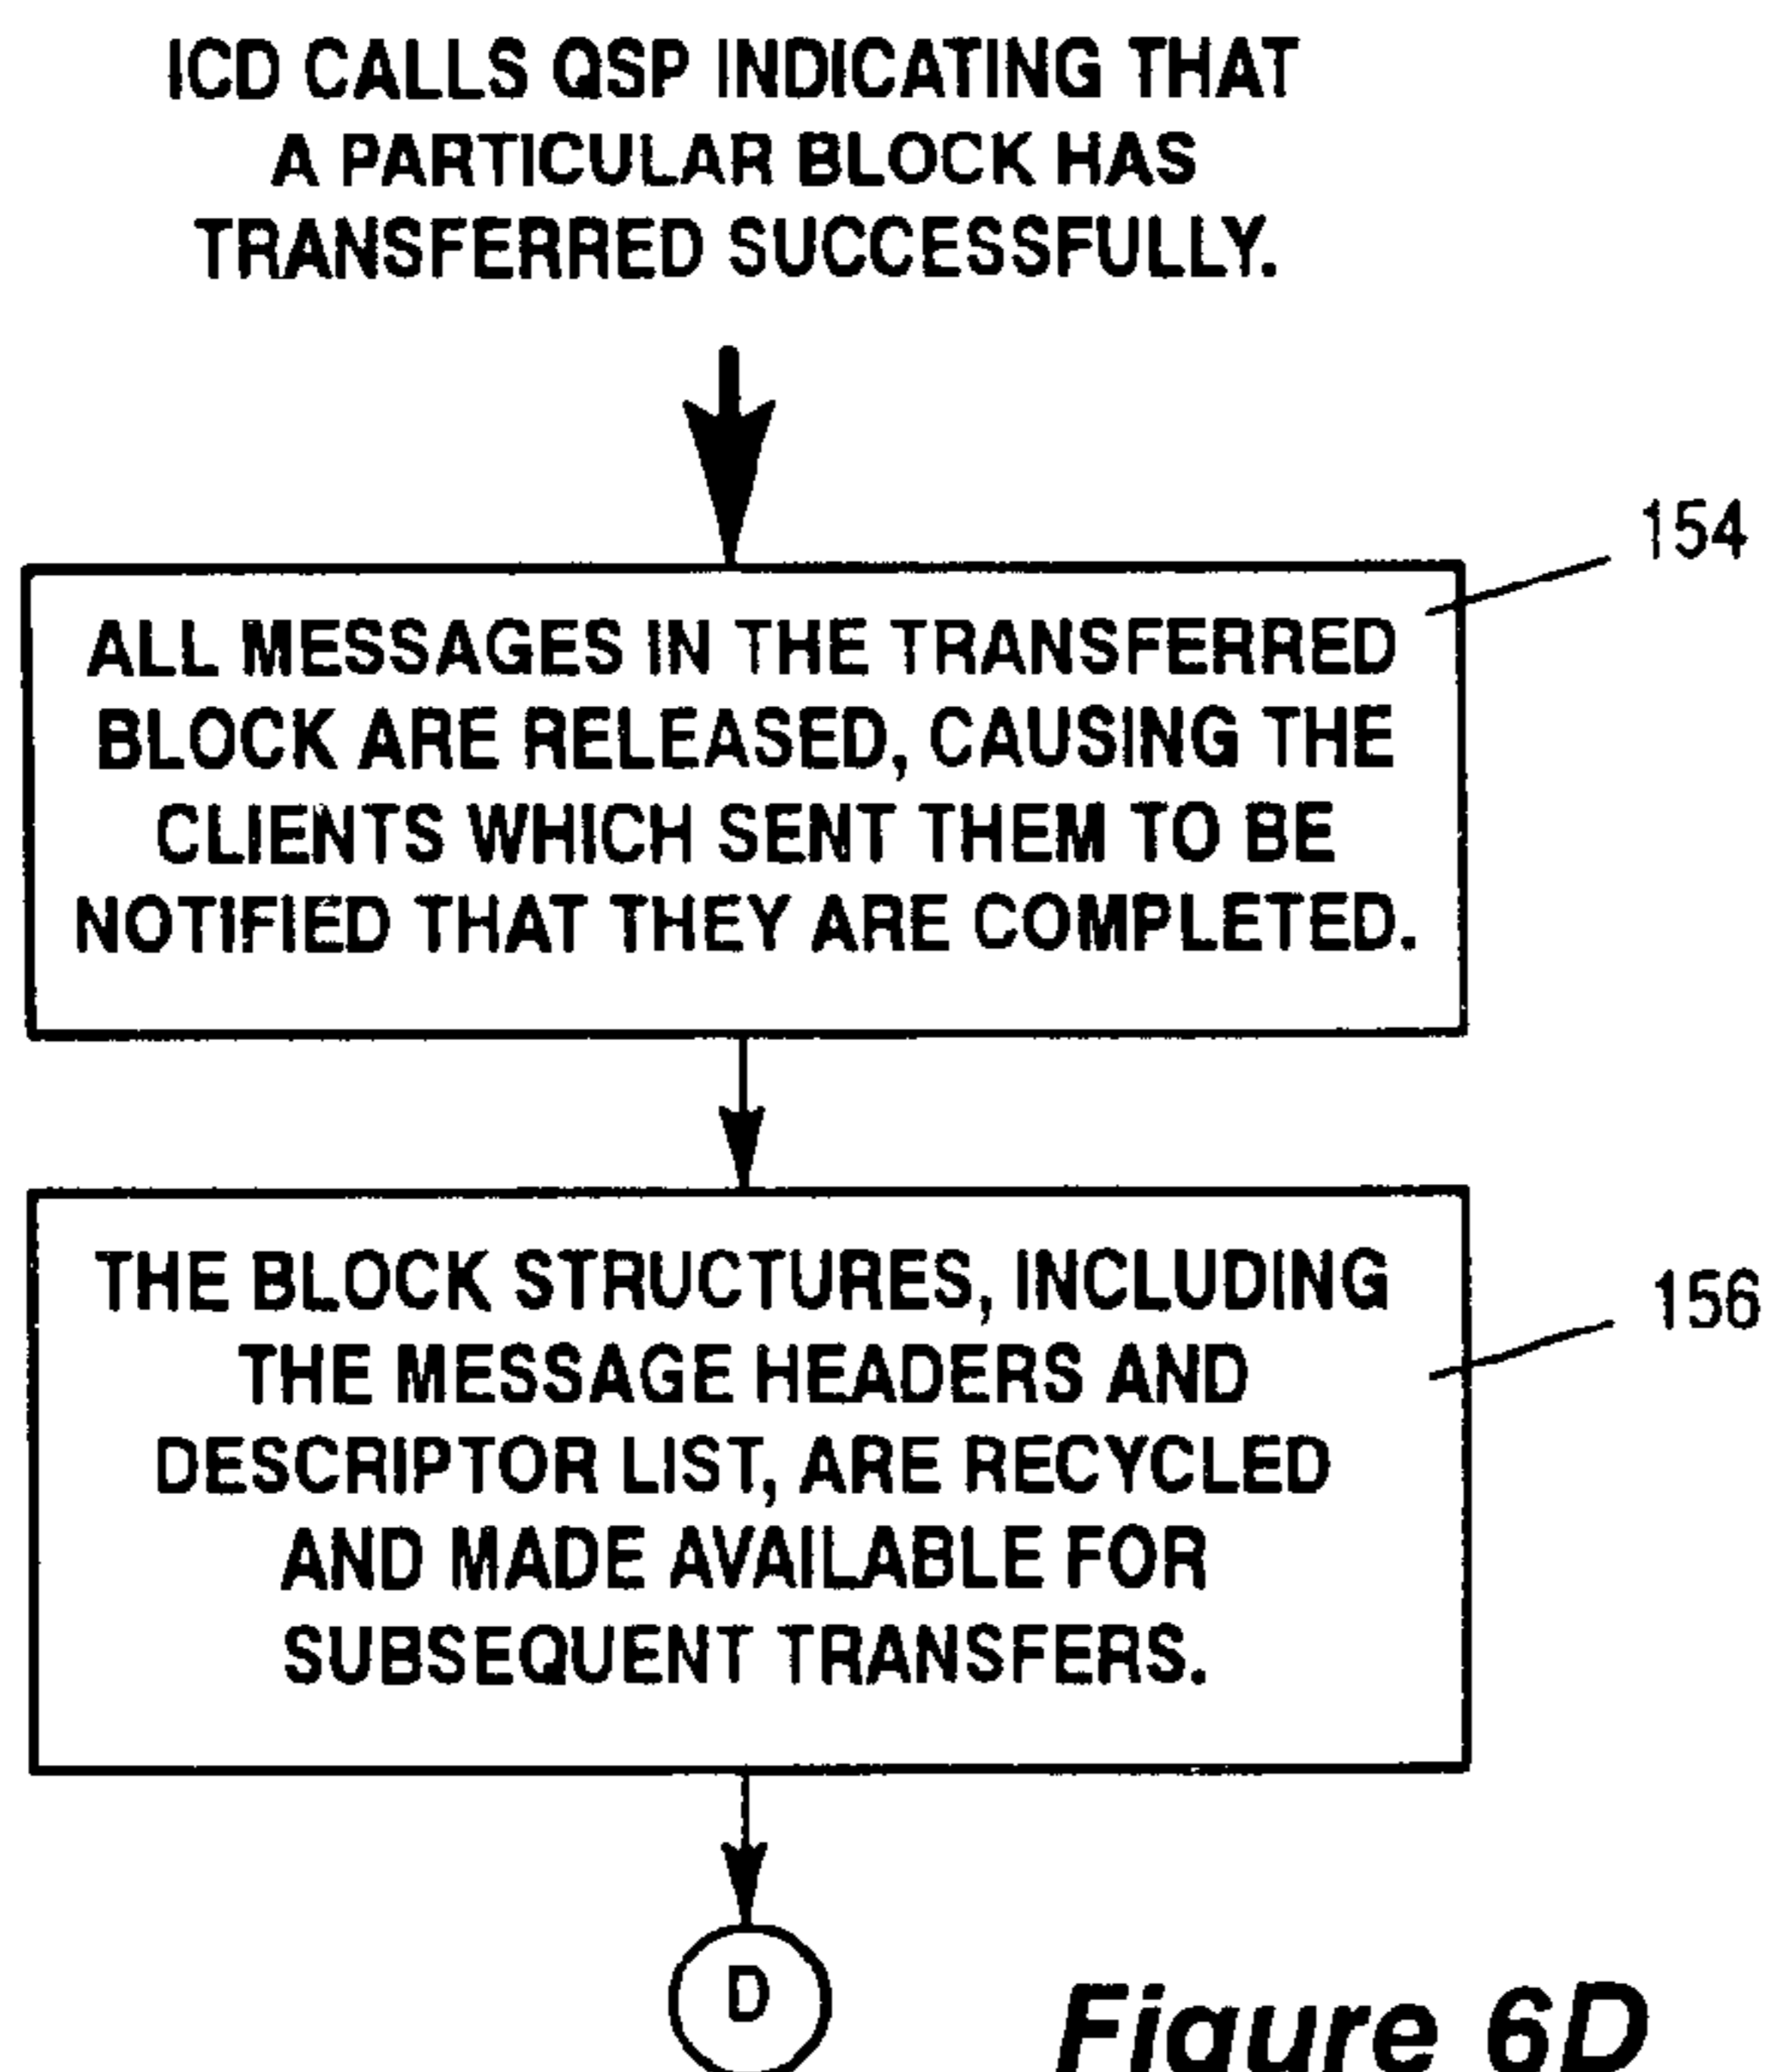 ICD CALLS QSP INDICATING THAT
A PARTICULAR BLOCK HAS
TRANSFERRED SUCCESSFULLY.
154
ALL MESSAGES IN THE TRANSFERRED
BLOCK ARE RELEASED, CAUSING THE
CLIENTS WHICH SENT THEM TO BE
NOTIFIED THAT THEY ARE COMPLETED.
THE BLOCK STRUCTURES, INCLUDING
156
THE MESSAGE HEADERS AND
DESCRIPTOR LIST, ARE RECYCLED
AND MADE AVAILABLE FOR
SUBSEQUENT TRANSFERS.
D
Figure 6D